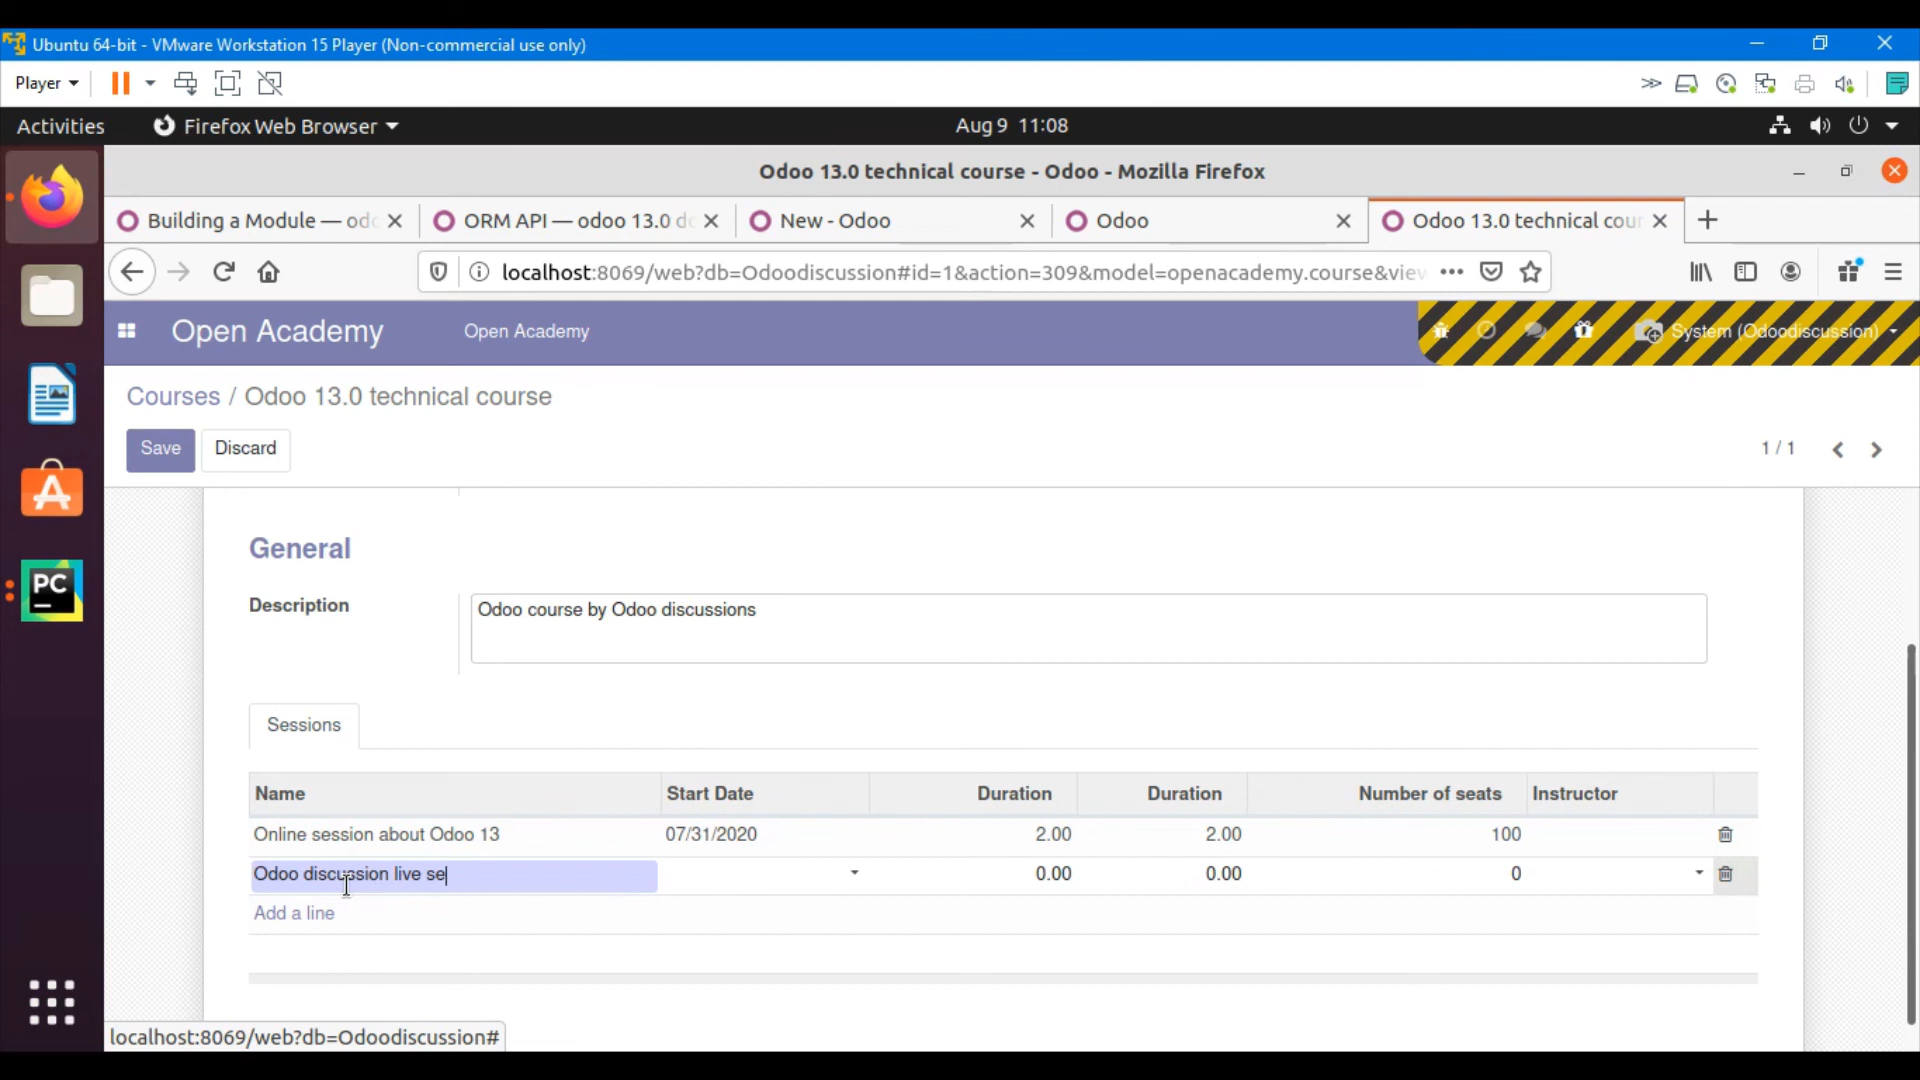 Ubuntu 64-bit - VMware Workstation 15 Player (Non-commercial use only)
Player
Activities
Firefox Web Browser
Aug 9 11:08
Odoo 13.0 technical course - Odoo - Mozilla Firefox
Building a Module — odo
ORM API — odoo 13.0 d
New - Odoo
Odoo
Odoo 13.0 technical cour
localhost:8069/web?db=Odoodiscussion#id=1&action=309&model=openacademy.course&view
Open Academy
Open Academy
System (Odoodiscussion)
Courses / Odoo 13.0 technical course
Save
Discard
1 / 1
General
Description
Odoo course by Odoo discussions
Sessions
Name Start Date Duration Duration Number of seats Instructor
Online session about Odoo 13 07/31/2020 2.00 2.00 100
Odoo discussion live se 0.00 0.00 0
Add a line
PC
localhost:8069/web?db=Odoodiscussion#